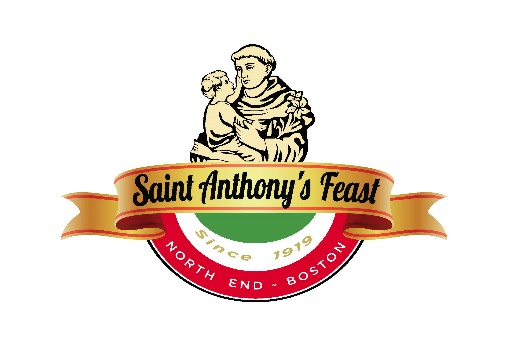 Saint Anthony's Feast
Since 1919
NORTH END ~ BOSTON